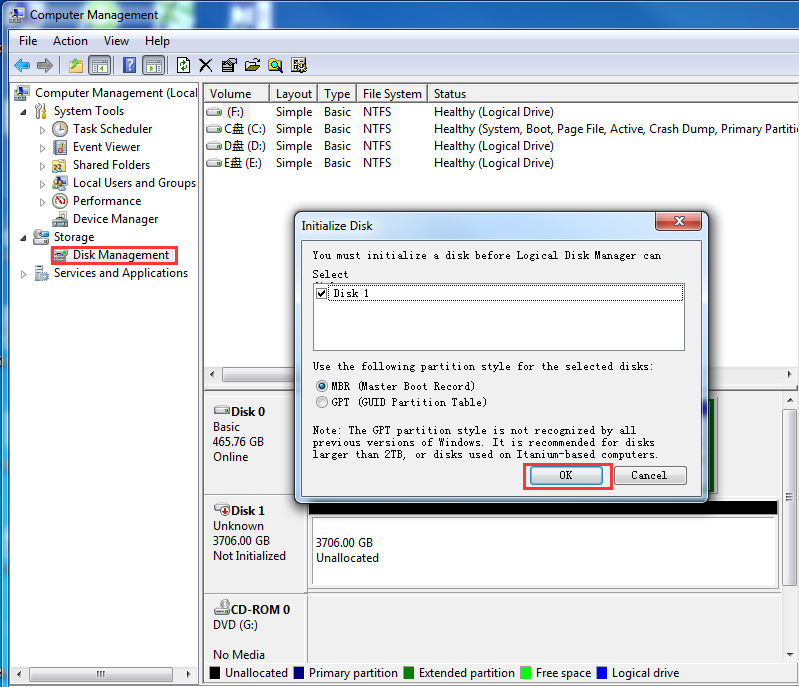 Computer Management
File Action View Help
Computer Management (Local
System Tools
Task Scheduler
Event Viewer
Shared Folders
Local Users and Groups
Performance
Device Manager
Storage
Disk Management
Services and Applications
Volume Layout Type File System Status
(F:) Simple Basic NTFS Healthy (Logical Drive)
C盘 (C:) Simple Basic NTFS Healthy (System, Boot, Page File, Active, Crash Dump, Primary Partitio
D盘 (D:) Simple Basic NTFS Healthy (Logical Drive)
E盘 (E:) Simple Basic NTFS Healthy (Logical Drive)
Initialize Disk
You must initialize a disk before Logical Disk Manager can
Select
Disk 1
Use the following partition style for the selected disks:
MBR (Master Boot Record)
GPT (GUID Partition Table)
Note: The GPT partition style is not recognized by all
previous versions of Windows. It is recommended for disks
larger than 2TB, or disks used on Itanium-based computers.
OK Cancel
Disk 0
Basic
465.76 GB
Online
Disk 1
Unknown
3706.00 GB
Not Initialized
3706.00 GB
Unallocated
CD-ROM 0
DVD (G:)
No Media
Unallocated Primary partition Extended partition Free space Logical drive